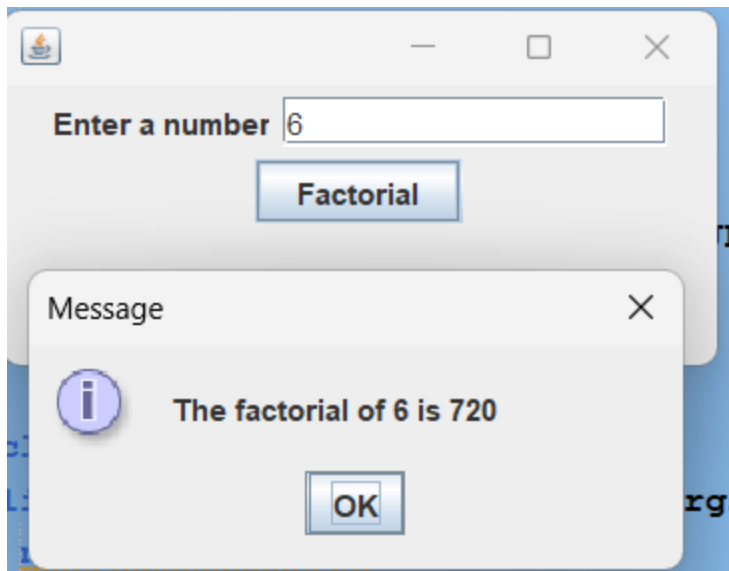 Enter a number 6
Factorial
Message
The factorial of 6 is 720
OK